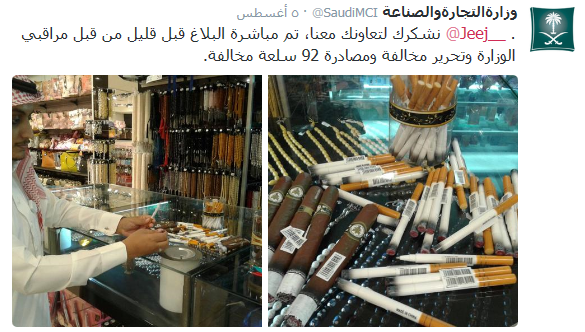 وزارة التجارة والصناعة @SaudiMCI · ٥ أغسطس
. @Jeej___ نشكرك لتعاونك معنا، تم مباشرة البلاغ قبل قليل من قبل مراقبي
الوزارة وتحرير مخالفة ومصادرة 92 سلعة مخالفة.